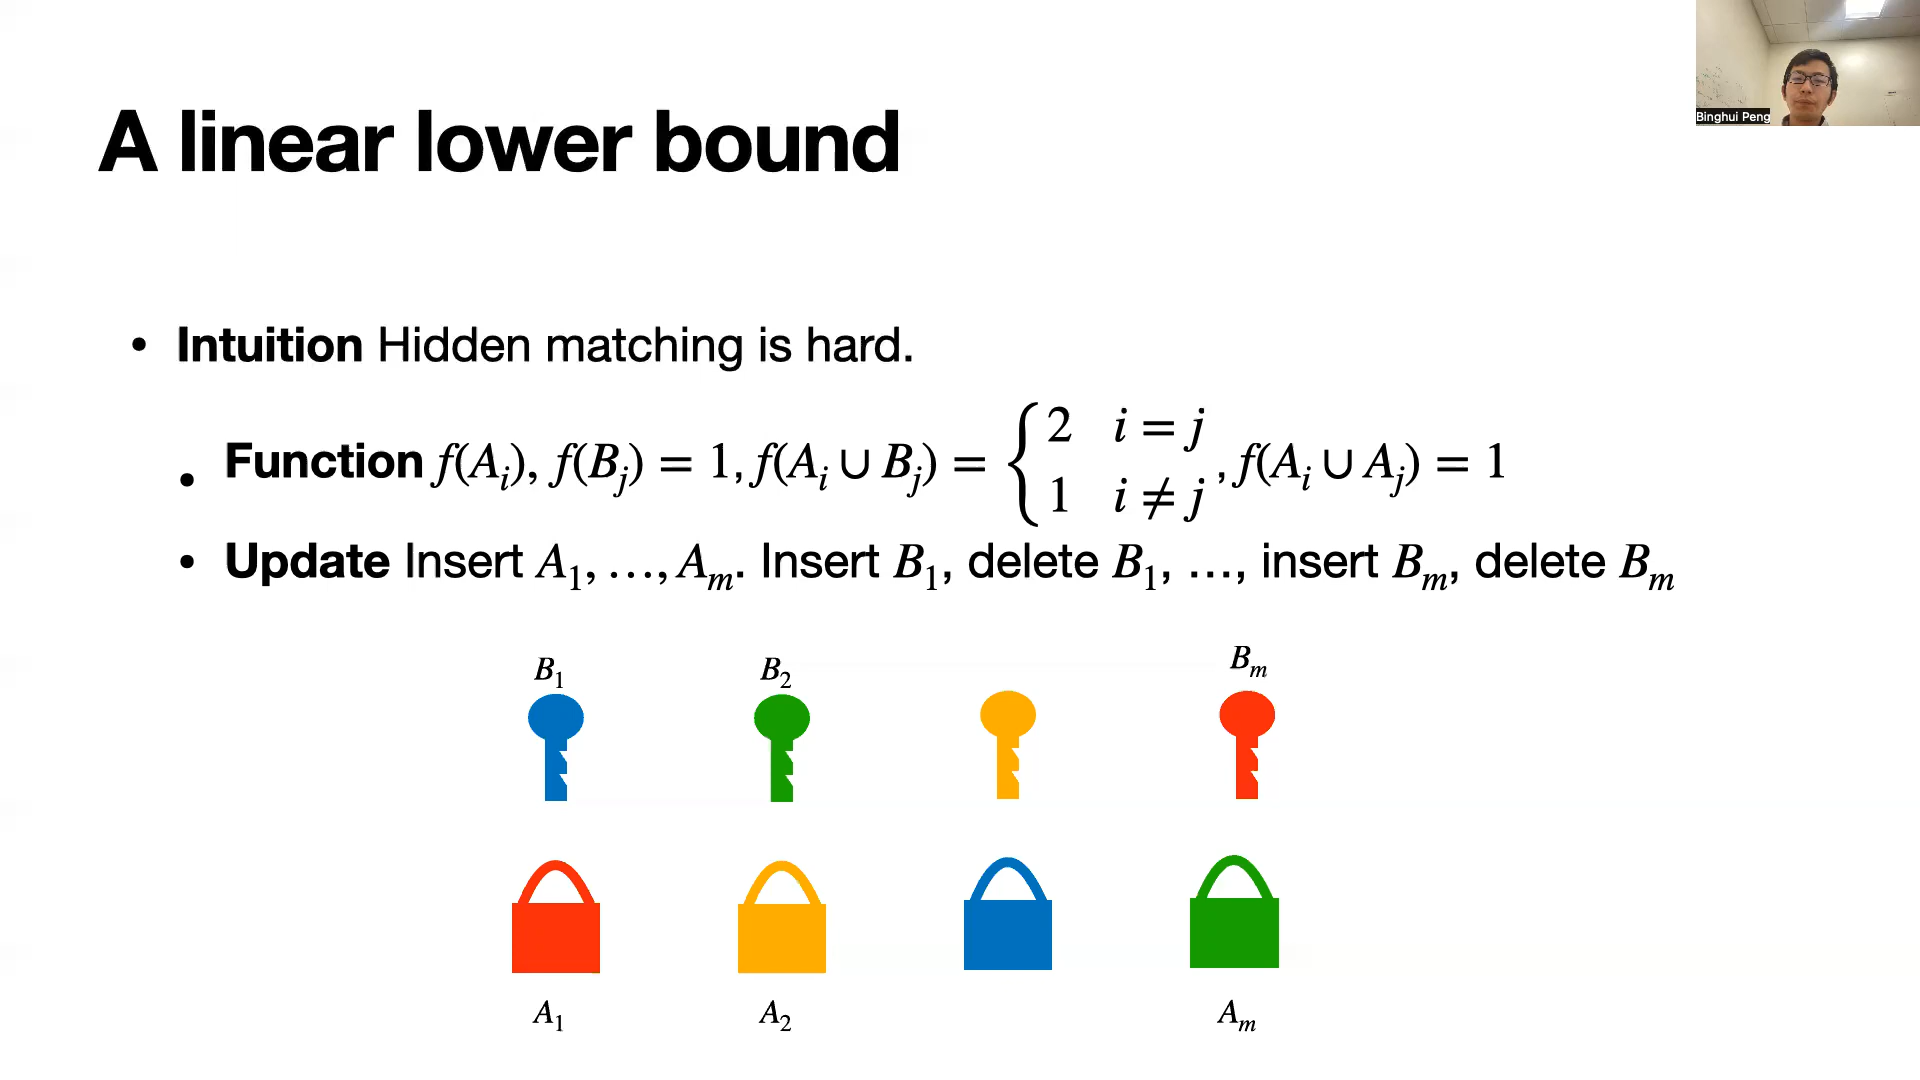 A linear lower bound
Binghui Peng
• Intuition Hidden matching is hard.
• Function f(A_i), f(B_j) = 1, f(A_i ∪ B_j) = { 2 i = j; 1 i ≠ j , f(A_i ∪ A_j) = 1
• Update Insert A_1, …, A_m. Insert B_1, delete B_1, …, insert B_m, delete B_m
B_1 B_2 B_m
A_1 A_2 A_m